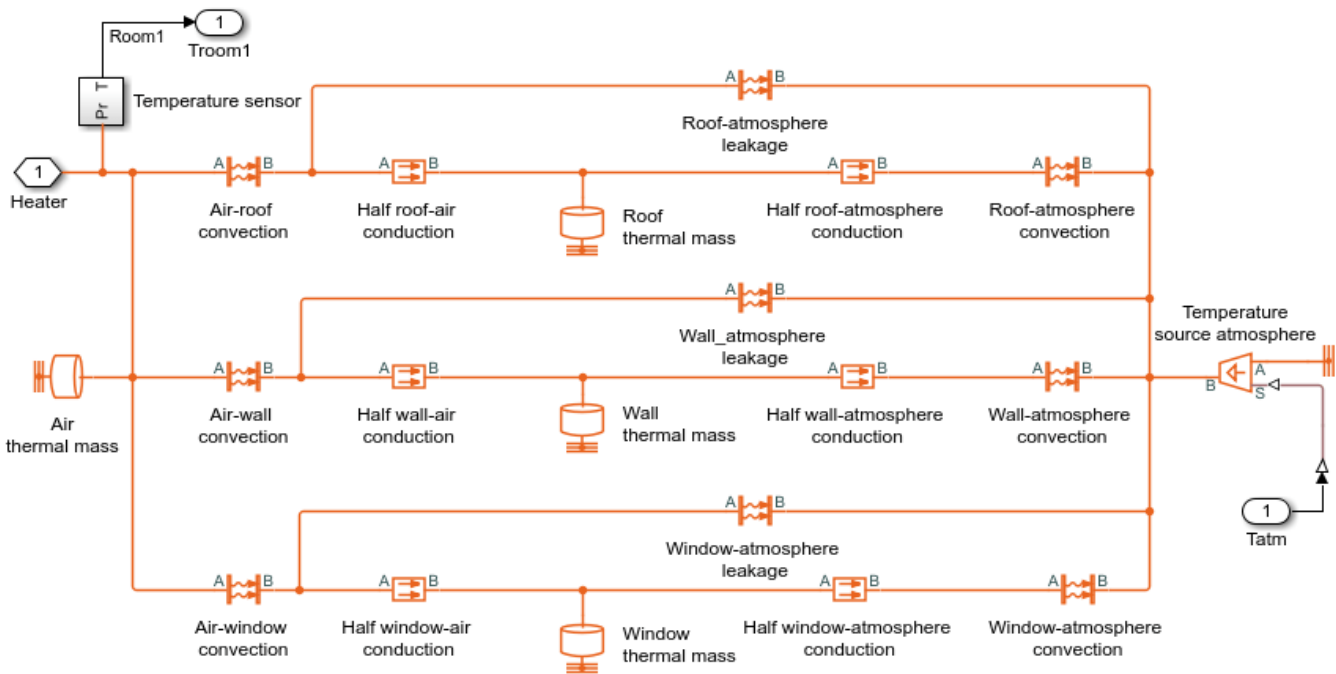 1
Room1
Troom1
T
Pr
Temperature sensor
A B
Roof-atmosphere
leakage
1
Heater
A B
Air-roof
convection
A B
Half roof-air
conduction
Roof
thermal mass
A B
Half roof-atmosphere
conduction
A B
Roof-atmosphere
convection
A B
Wall_atmosphere
leakage
Temperature
source atmosphere
A
B
S
Air
thermal mass
A B
Air-wall
convection
A B
Half wall-air
conduction
Wall
thermal mass
A B
Half wall-atmosphere
conduction
A B
Wall-atmosphere
convection
A B
Window-atmosphere
leakage
1
Tatm
A B
Air-window
convection
A B
Half window-air
conduction
Window
thermal mass
A B
Half window-atmosphere
conduction
A B
Window-atmosphere
convection